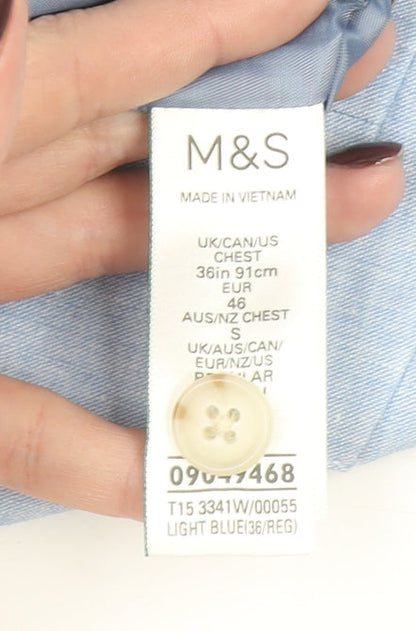 M&S
MADE IN VIETNAM
UK/CAN/US
CHEST
36in 91cm
EUR
46
AUS/NZ CHEST
S
UK/AUS/CAN/
EUR/NZ/US
REGULAR
09049468
T15 3341W/00055
LIGHT BLUE(36/REG)